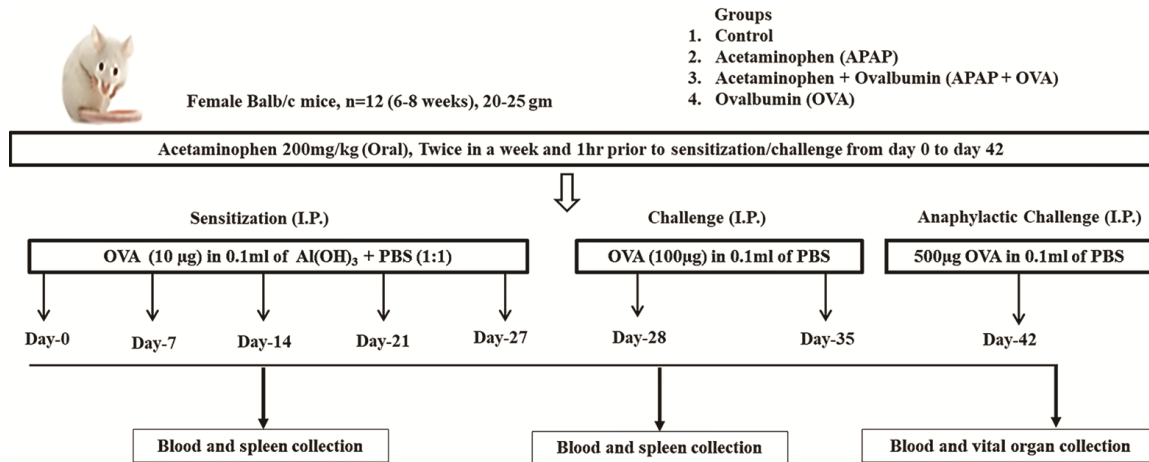 Groups
1. Control
2. Acetaminophen (APAP)
3. Acetaminophen + Ovalbumin (APAP + OVA)
4. Ovalbumin (OVA)
Female Balb/c mice, n=12 (6-8 weeks), 20-25 gm
Acetaminophen 200mg/kg (Oral), Twice in a week and 1hr prior to sensitization/challenge from day 0 to day 42
Sensitization (I.P.)
Challenge (I.P.)
Anaphylactic Challenge (I.P.)
OVA (10 µg) in 0.1ml of Al(OH)₃ + PBS (1:1)
OVA (100µg) in 0.1ml of PBS
500µg OVA in 0.1ml of PBS
Day-0
Day-7
Day-14
Day-21
Day-27
Day-28
Day-35
Day-42
Blood and spleen collection
Blood and spleen collection
Blood and vital organ collection